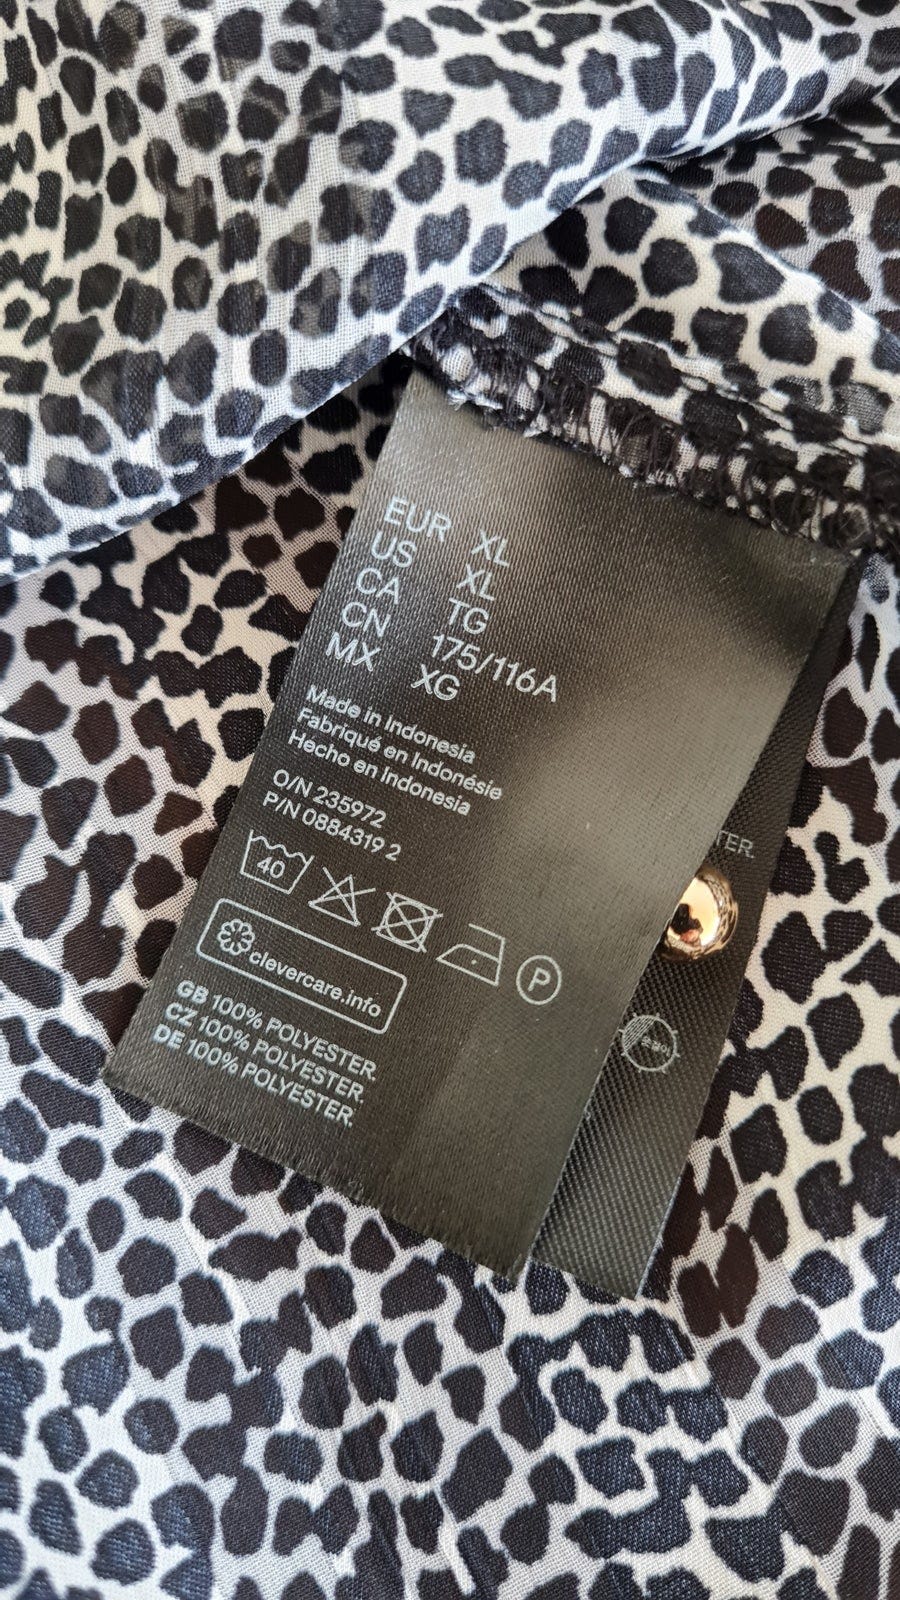 EUR XL
US XL
CA TG
CN 175/116A
MX XG
Made in Indonesia
Fabriqué en Indonésie
Hecho en Indonesia
O/N 235972
P/N 0884319 2
40
P
clevercare.info
GB 100% POLYESTER.
CZ 100% POLYESTER.
DE 100% POLYESTER.
TER.